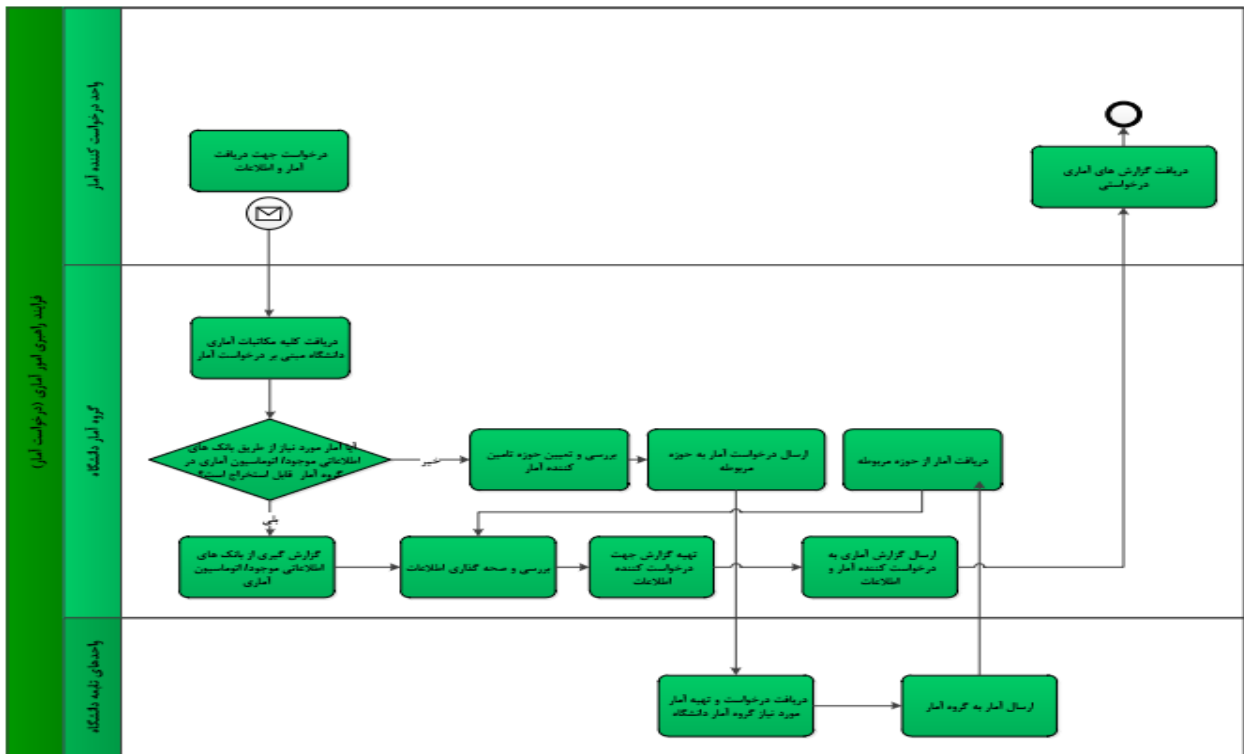 فرایند راهبری امور آماری (درخواست آمار)
واحد درخواست کننده آمار
درخواست جهت دریافت
آمار و اطلاعات
دریافت گزارش های آماری
درخواستی
گروه آمار دانشگاه
دریافت کلیه مکاتبات آماری
دانشگاه مبنی بر درخواست آمار
آیا آمار مورد نیاز از طریق بانک های
اطلاعاتی موجود/ اتوماسیون آماری در
گروه آمار قابل استخراج است؟
خیر
بررسی و تعیین حوزه تامین
کننده آمار
ارسال درخواست آمار به حوزه
مربوطه
دریافت آمار از حوزه مربوطه
بلی
گزارش گیری از بانک های
اطلاعاتی موجود/ اتوماسیون
آماری
بررسی و صحه گذاری اطلاعات
تهیه گزارش جهت
درخواست کننده
اطلاعات
ارسال گزارش آماری به
درخواست کننده آمار و
اطلاعات
واحدهای تابعه دانشگاه
دریافت درخواست و تهیه آمار
مورد نیاز گروه آمار دانشگاه
ارسال آمار به گروه آمار